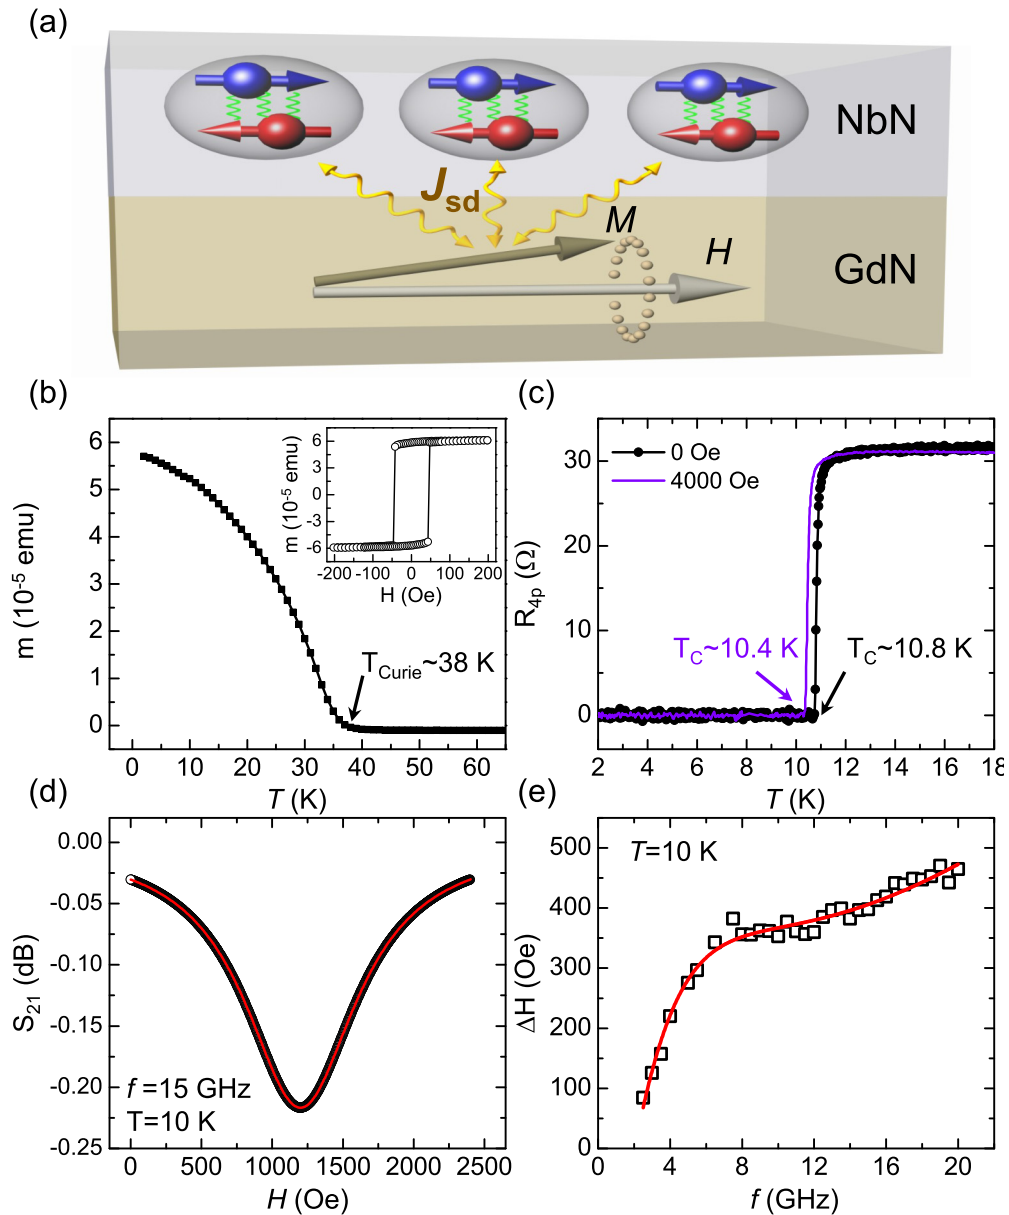 (a)
NbN
J_sd
M
H
GdN
(b)
6
5
4
3
2
1
0
m (10^-5 emu)
0 10 20 30 40 50 60
T (K)
T_Curie~38 K
6
3
0
-3
-6
m (10^-5 emu)
-200 -100 0 100 200
H (Oe)
(c)
30
20
10
0
R_4p (Ω)
0 Oe
4000 Oe
T_C~10.4 K
T_C~10.8 K
2 4 6 8 10 12 14 16 18
T (K)
(d)
0.00
-0.05
-0.10
-0.15
-0.20
-0.25
S_21 (dB)
f =15 GHz
T=10 K
0 500 1000 1500 2000 2500
H (Oe)
(e)
500
400
300
200
100
0
ΔH (Oe)
T=10 K
0 4 8 12 16 20
f (GHz)